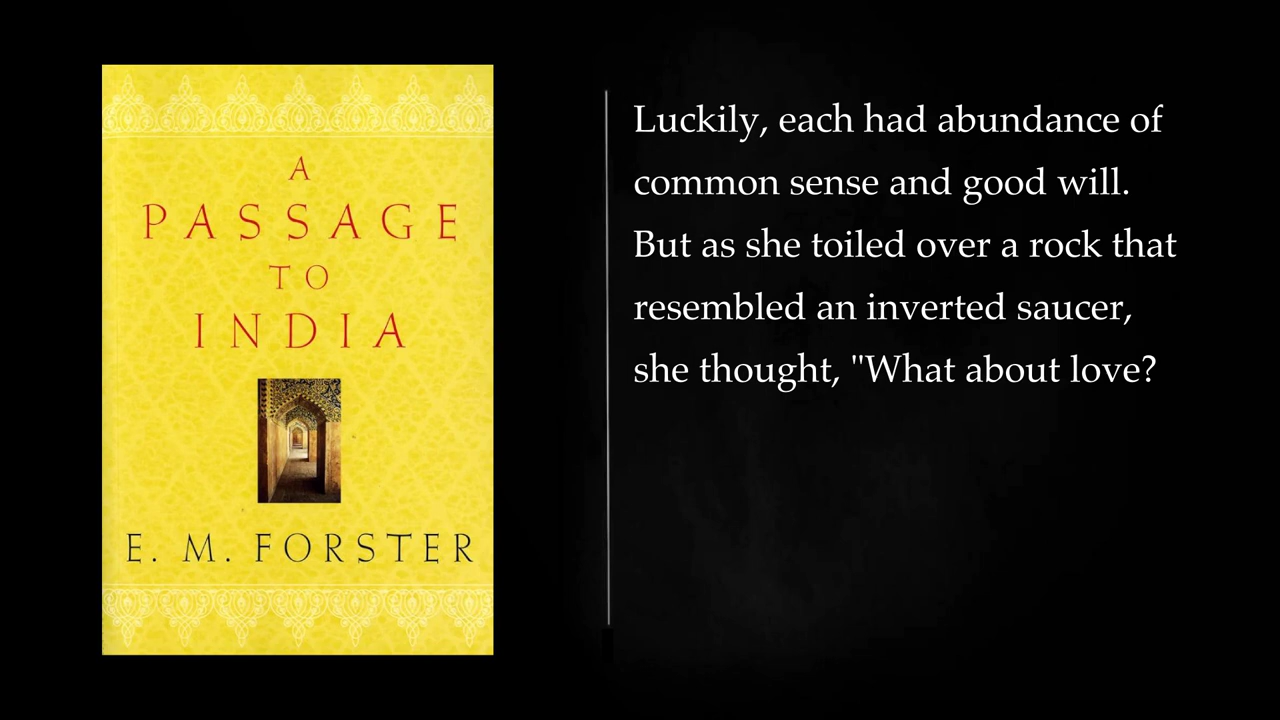 A
PASSAGE
TO
INDIA
E. M. FORSTER
Luckily, each had abundance of
common sense and good will.
But as she toiled over a rock that
resembled an inverted saucer,
she thought, "What about love?